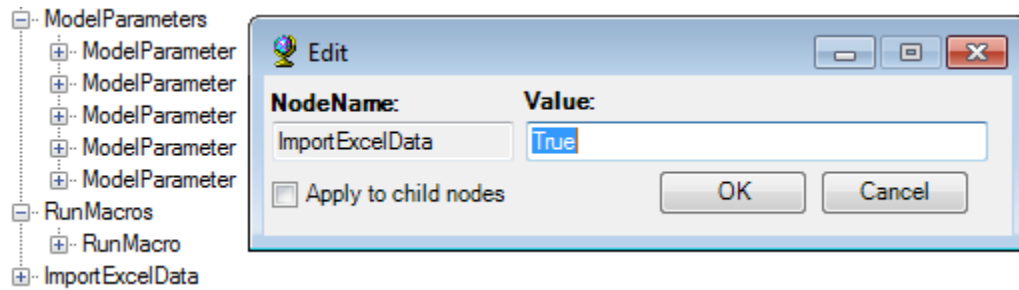 ModelParameters
ModelParameter
ModelParameter
ModelParameter
ModelParameter
ModelParameter
RunMacros
RunMacro
ImportExcelData
Edit
NodeName: Value:
ImportExcelData True
Apply to child nodes OK Cancel